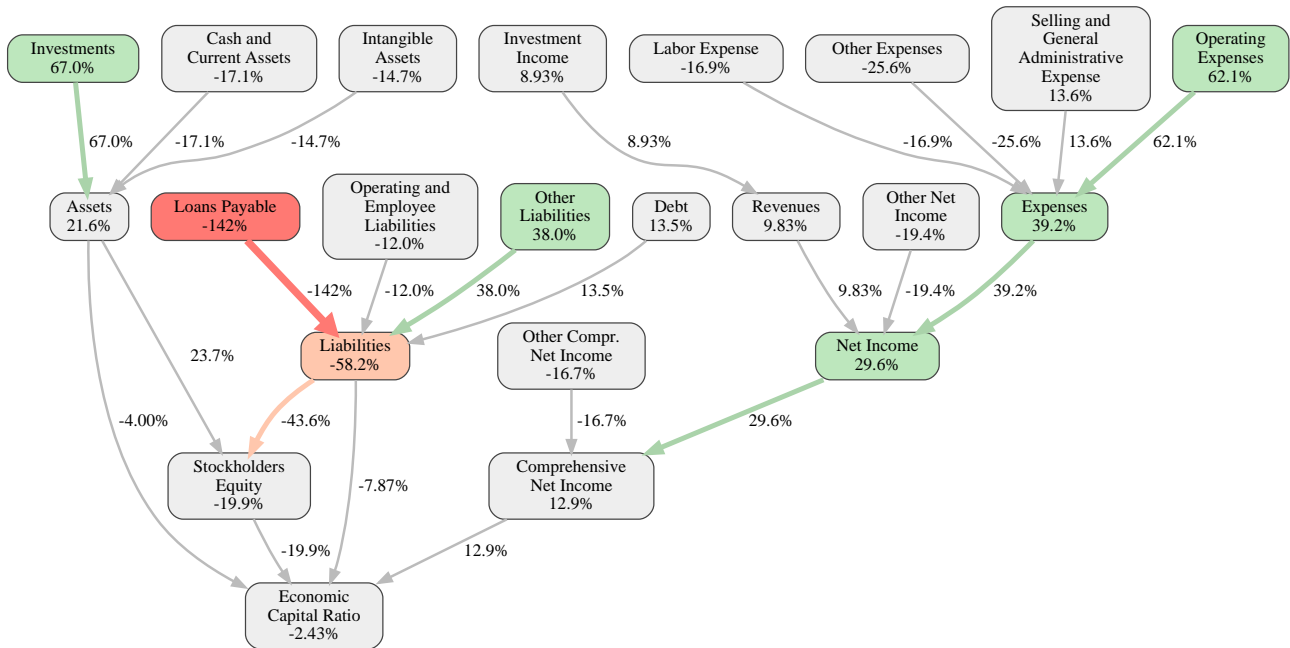 Investments
67.0%
Cash and
Current Assets
-17.1%
Intangible
Assets
-14.7%
Investment
Income
8.93%
Labor Expense
-16.9%
Other Expenses
-25.6%
Selling and
General
Administrative
Expense
13.6%
Operating
Expenses
62.1%
67.0%
-17.1%
-14.7%
8.93%
-16.9%
-25.6%
13.6%
62.1%
Assets
21.6%
Loans Payable
-142%
Operating and
Employee
Liabilities
-12.0%
Other
Liabilities
38.0%
Debt
13.5%
Revenues
9.83%
Other Net
Income
-19.4%
Expenses
39.2%
-142%
-12.0%
38.0%
13.5%
9.83%
-19.4%
39.2%
23.7%
Liabilities
-58.2%
Other Compr.
Net Income
-16.7%
Net Income
29.6%
-4.00%
-43.6%
-16.7%
29.6%
Stockholders
Equity
-19.9%
-7.87%
Comprehensive
Net Income
12.9%
-19.9%
12.9%
Economic
Capital Ratio
-2.43%